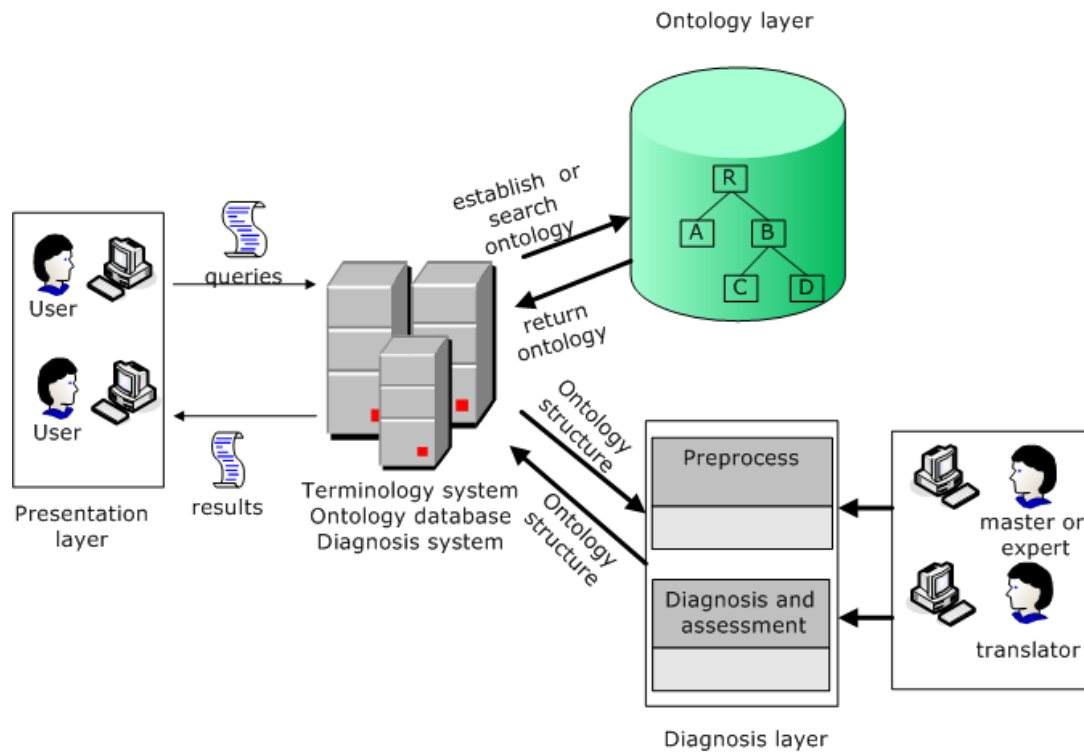 Ontology layer
R
A
B
C
D
establish or
search
ontology
return
ontology
queries
User
User
results
Presentation
layer
Terminology system
Ontology database
Diagnosis system
Ontology
structure
Ontology
structure
Preprocess
Diagnosis and
assessment
Diagnosis layer
master or
expert
translator